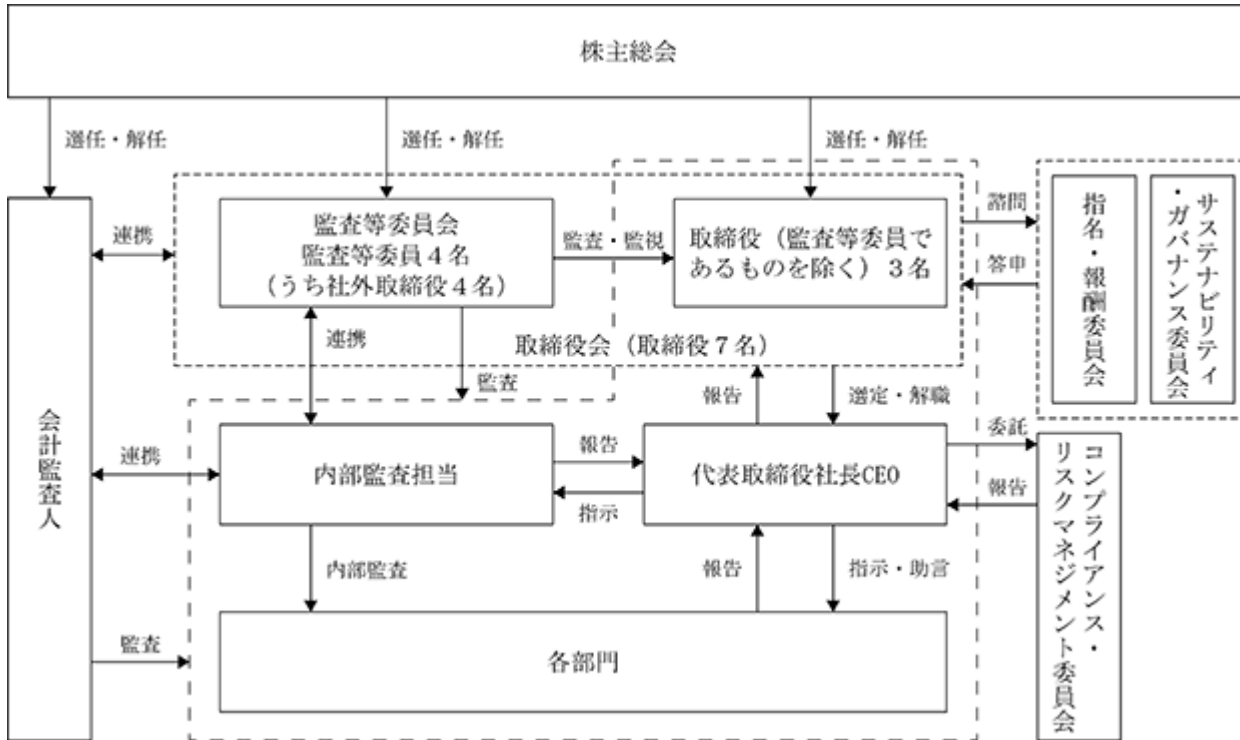 株主総会
選任・解任
選任・解任
選任・解任
監査等委員会
監査等委員４名
（うち社外取締役４名）
監査・監視
取締役（監査等委員で
あるものを除く）３名
連携
諮問
答申
指名・報酬委員会
サステナビリティ
・ガバナンス委員会
連携
取締役会（取締役７名）
監査
報告
選定・解職
会計監査人
連携
内部監査担当
報告
指示
代表取締役社長CEO
委託
報告
コンプライアンス・
リスクマネジメント委員会
内部監査
報告
指示・助言
監査
各部門